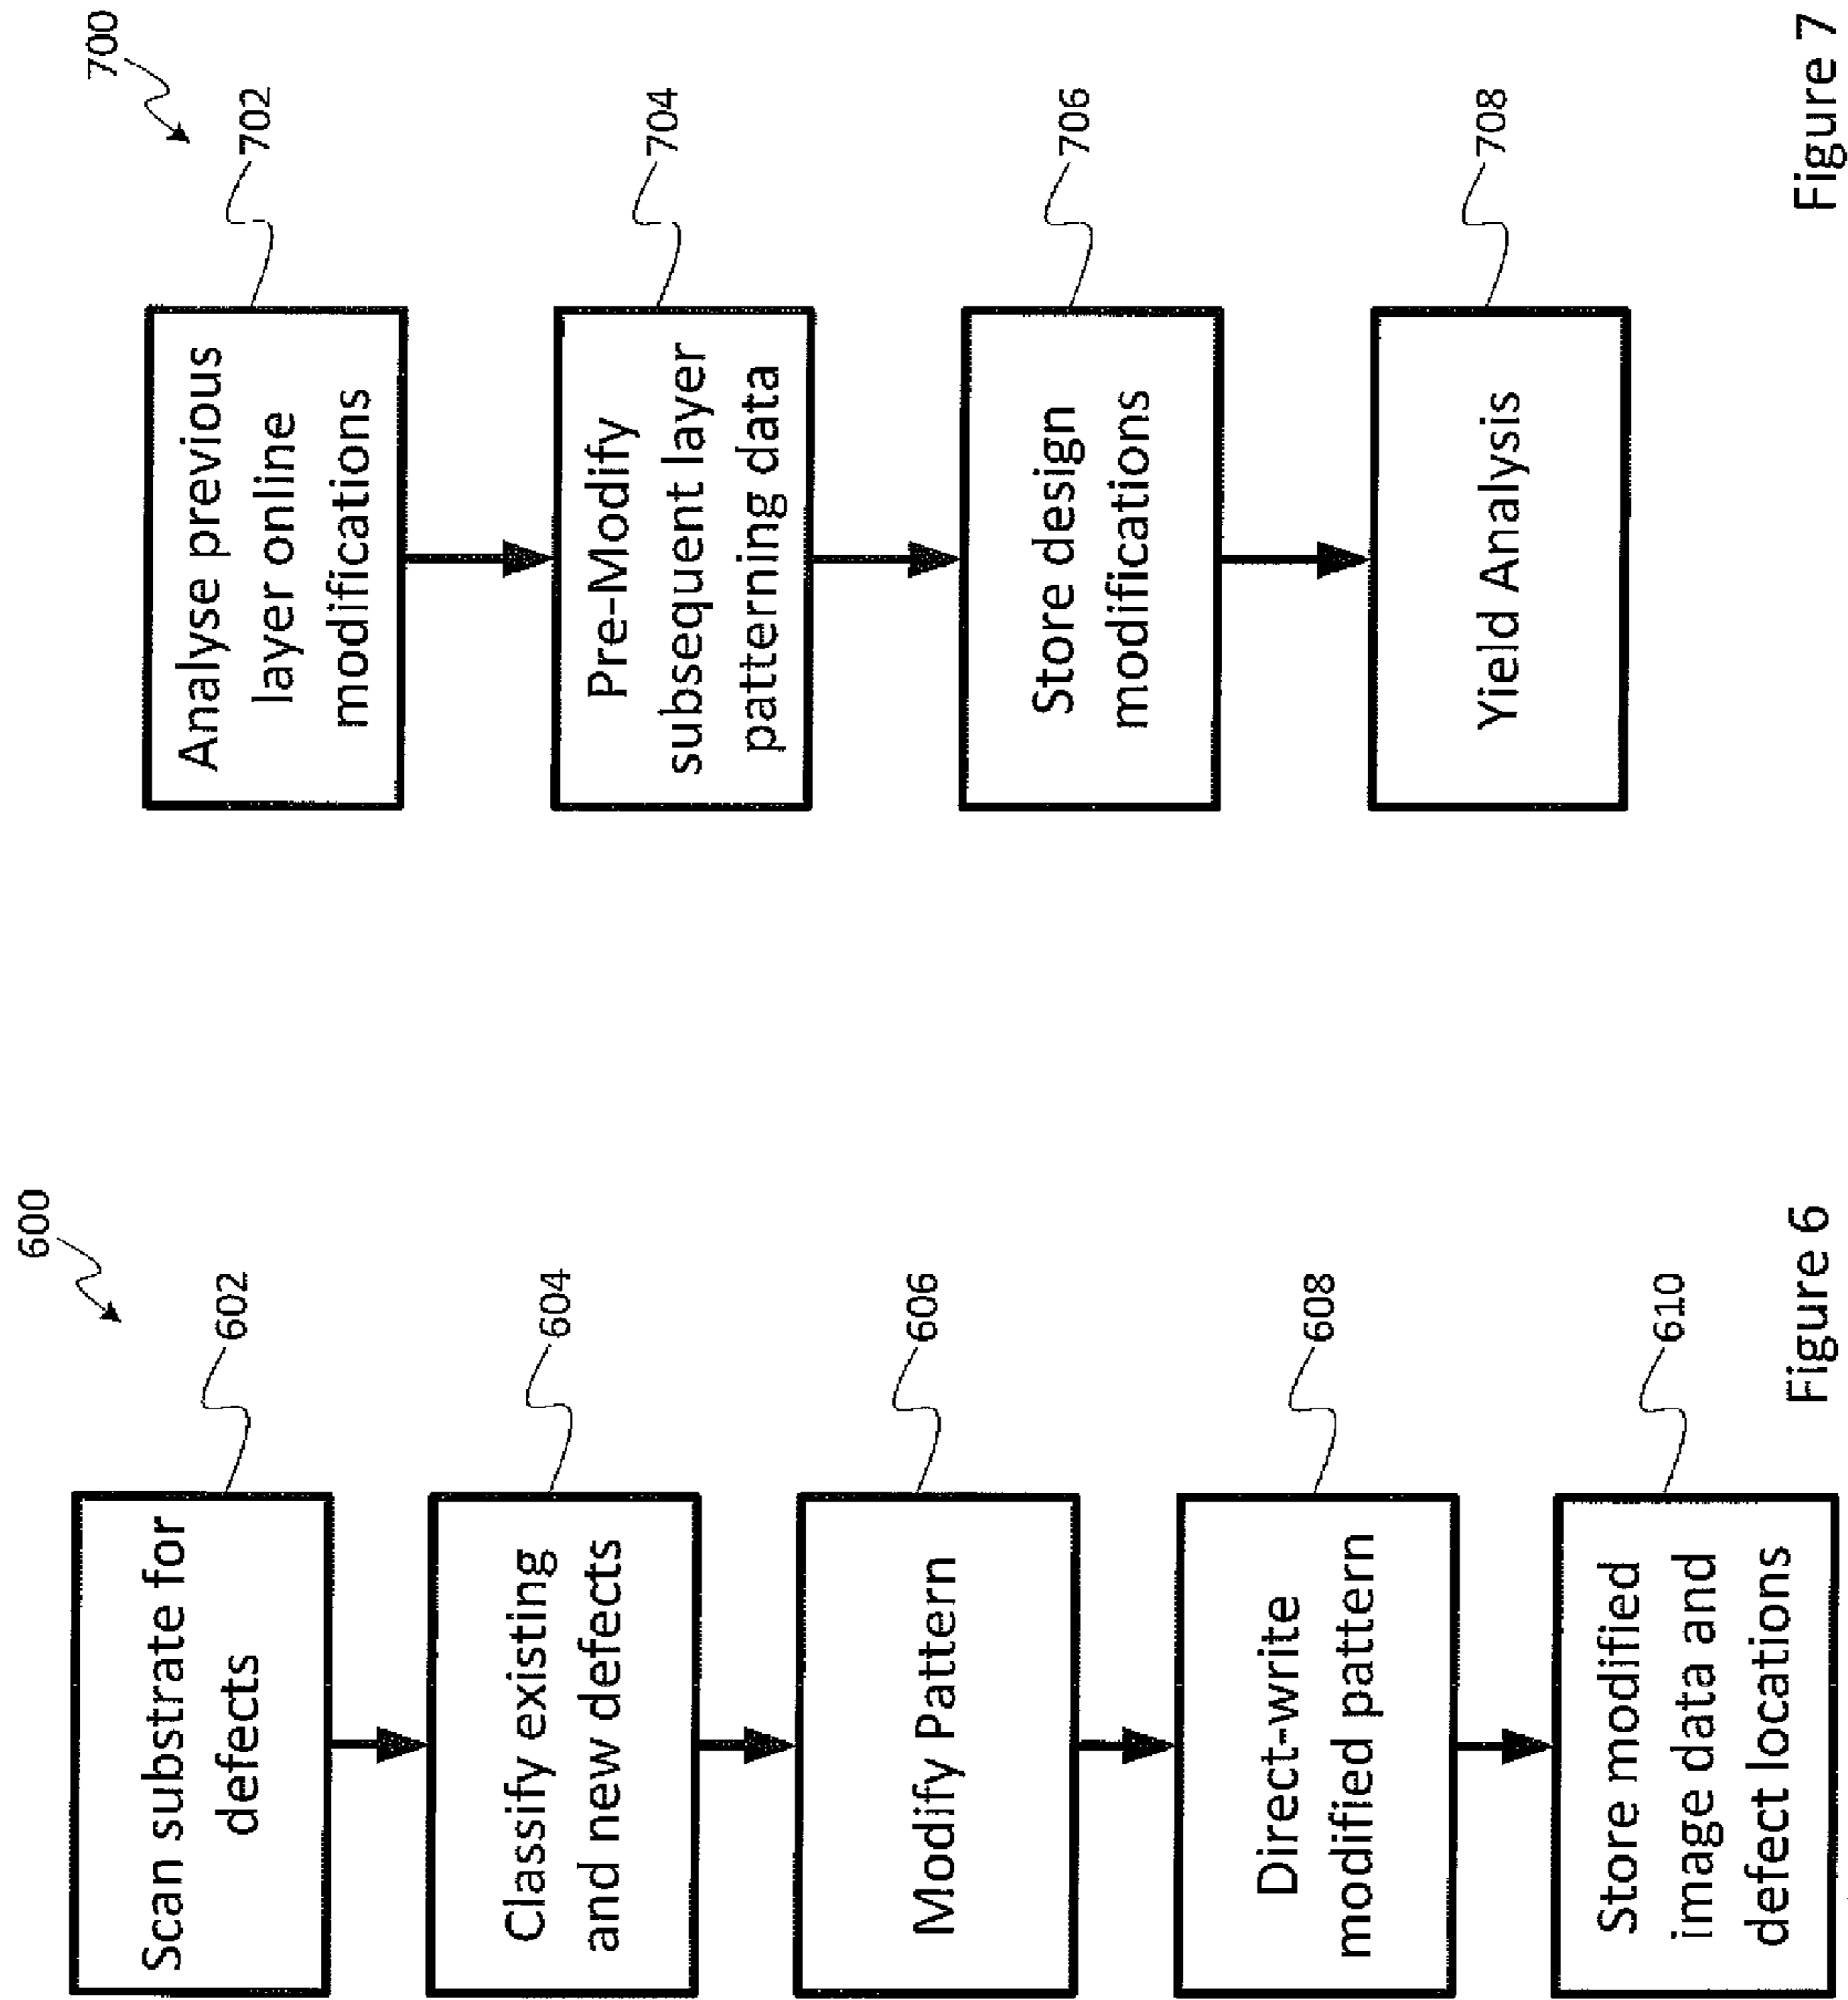 600
Scan substrate for
defects
602
Classify existing
and new defects
604
Modify Pattern
606
Direct-write
modified pattern
608
Store modified
image data and
defect locations
610
Figure 6
700
Analyse previous
layer online
modifications
702
Pre-Modify
subsequent layer
patterning data
704
Store design
modifications
706
Yield Analysis
708
Figure 7